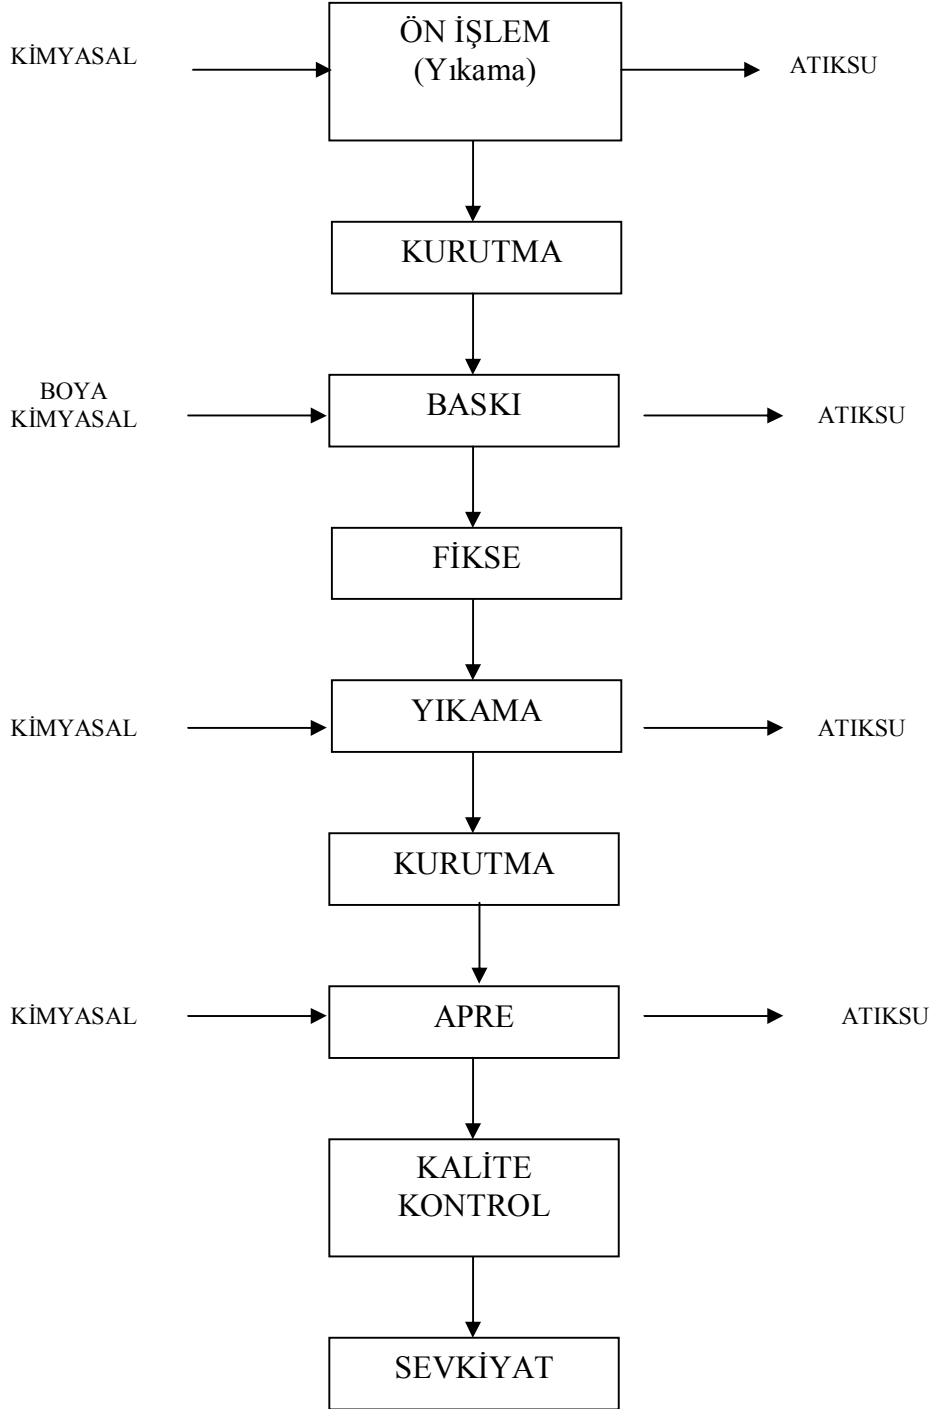 KİMYASAL
ÖN İŞLEM
(Yıkama)
ATIKSU
KURUTMA
BOYA
KİMYASAL
BASKI
ATIKSU
FİKSE
KİMYASAL
YIKAMA
ATIKSU
KURUTMA
KİMYASAL
APRE
ATIKSU
KALİTE
KONTROL
SEVKİYAT